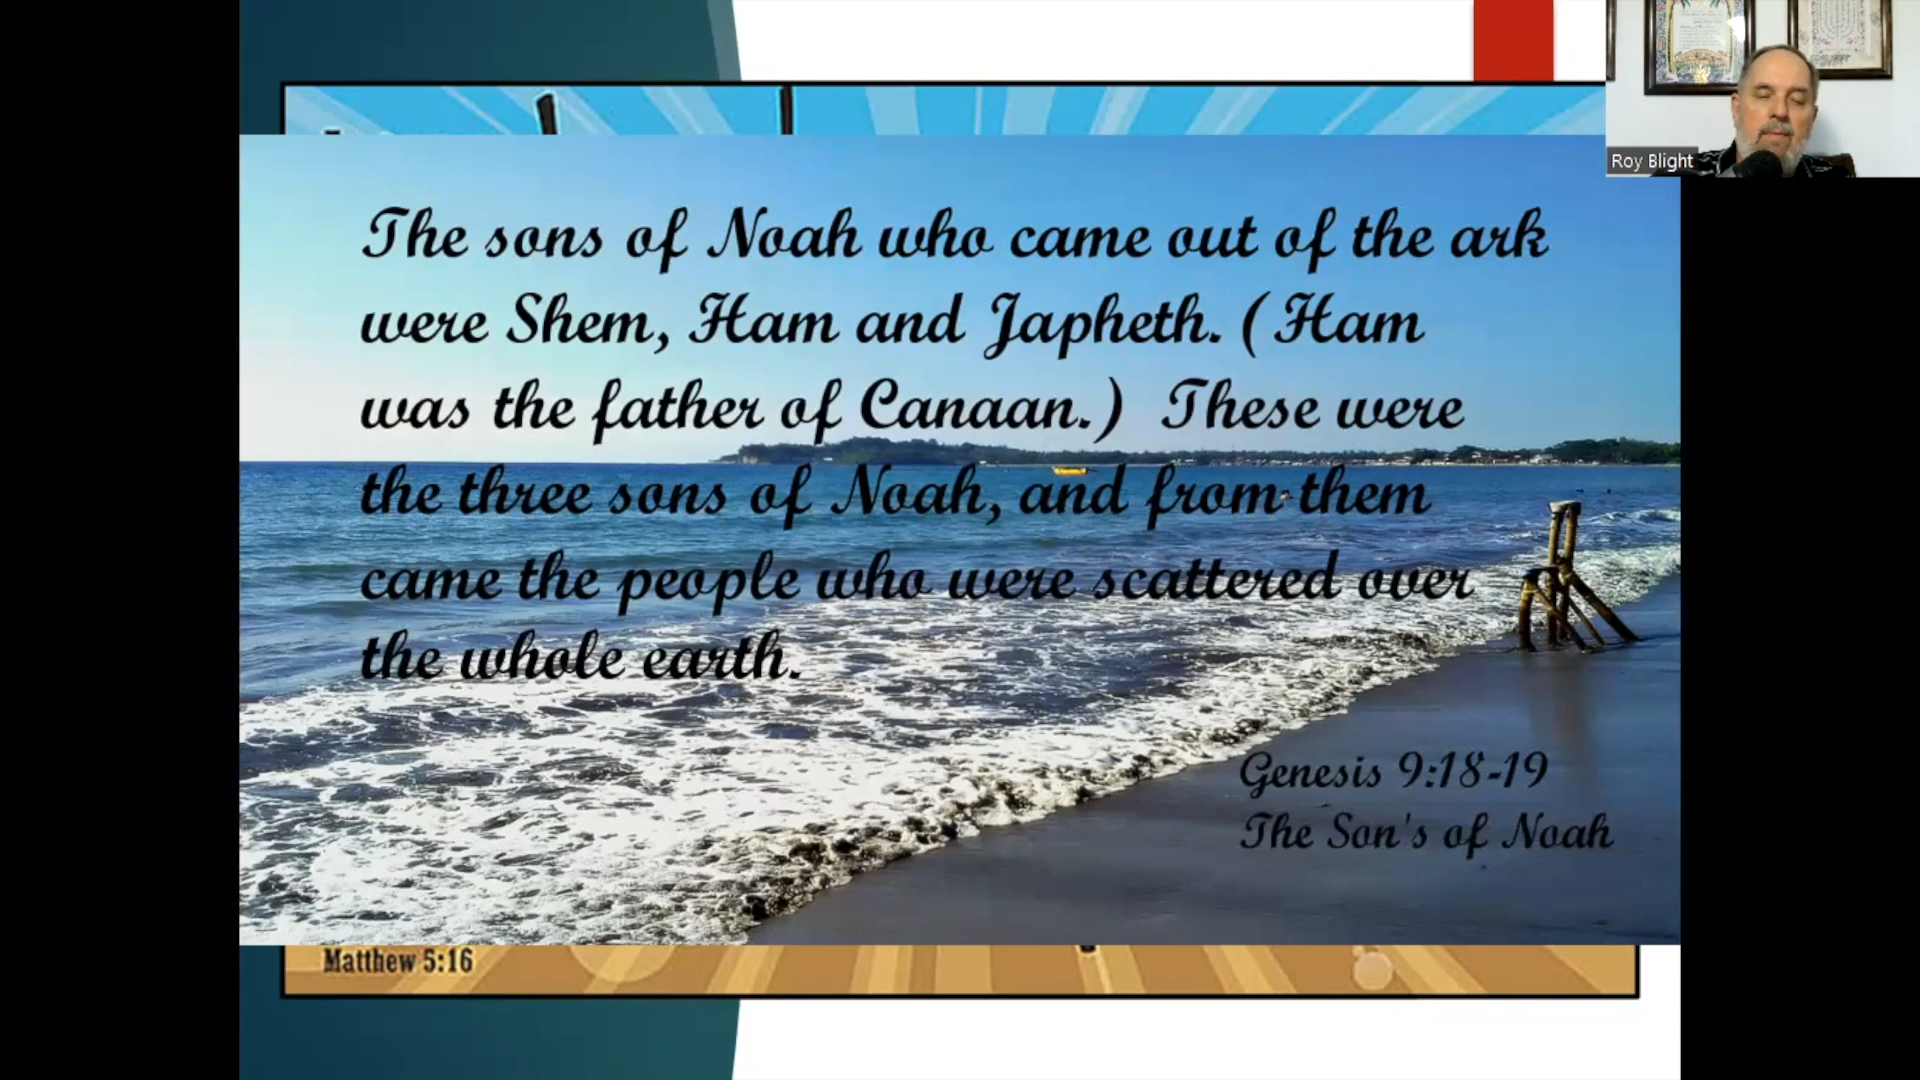 Roy Blight
The sons of Noah who came out of the ark
were Shem, Ham and Japheth. (Ham
was the father of Canaan.) These were
the three sons of Noah, and from them
came the people who were scattered over
the whole earth.
Genesis 9:18-19
The Son's of Noah
Matthew 5:16